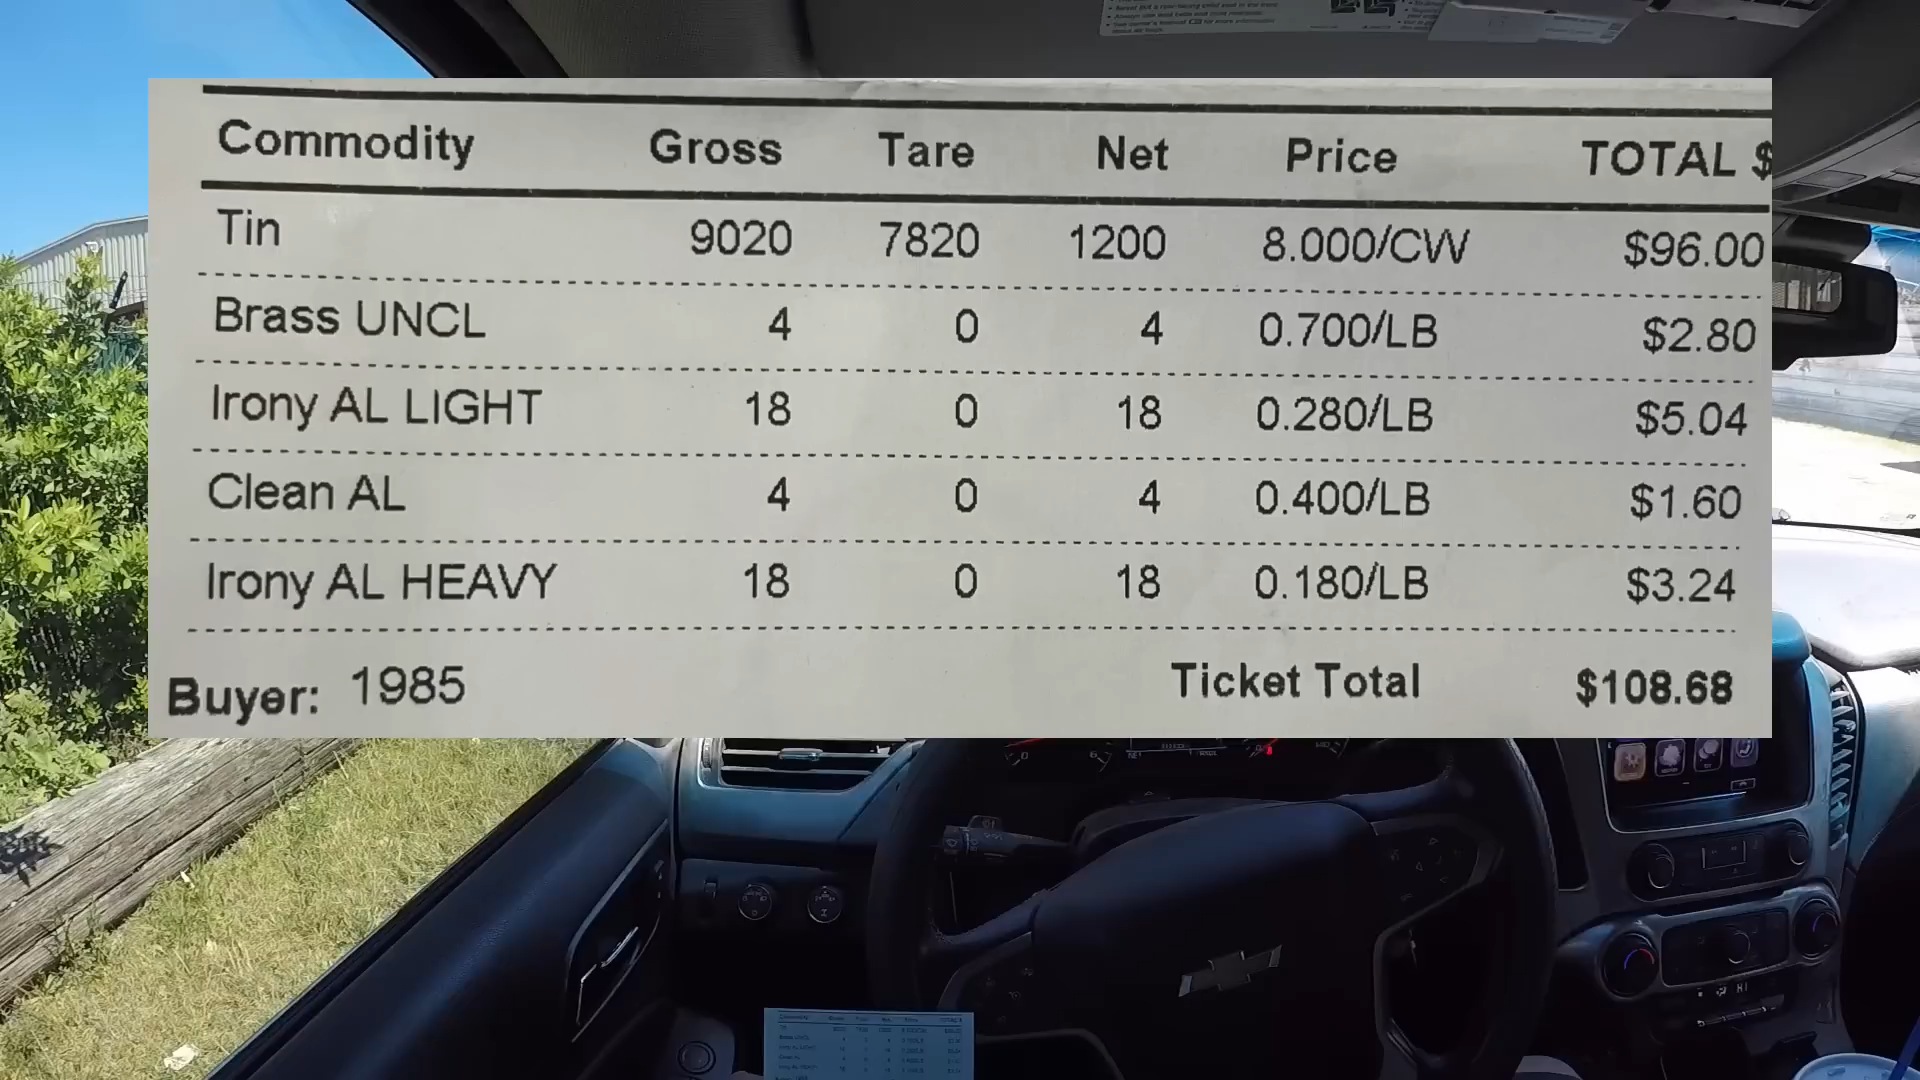 Commodity Gross Tare Net Price TOTAL $
Tin 9020 7820 1200 8.000/CW $96.00
Brass UNCL 4 0 4 0.700/LB $2.80
Irony AL LIGHT 18 0 18 0.280/LB $5.04
Clean AL 4 0 4 0.400/LB $1.60
Irony AL HEAVY 18 0 18 0.180/LB $3.24
Buyer: 1985 Ticket Total $108.68